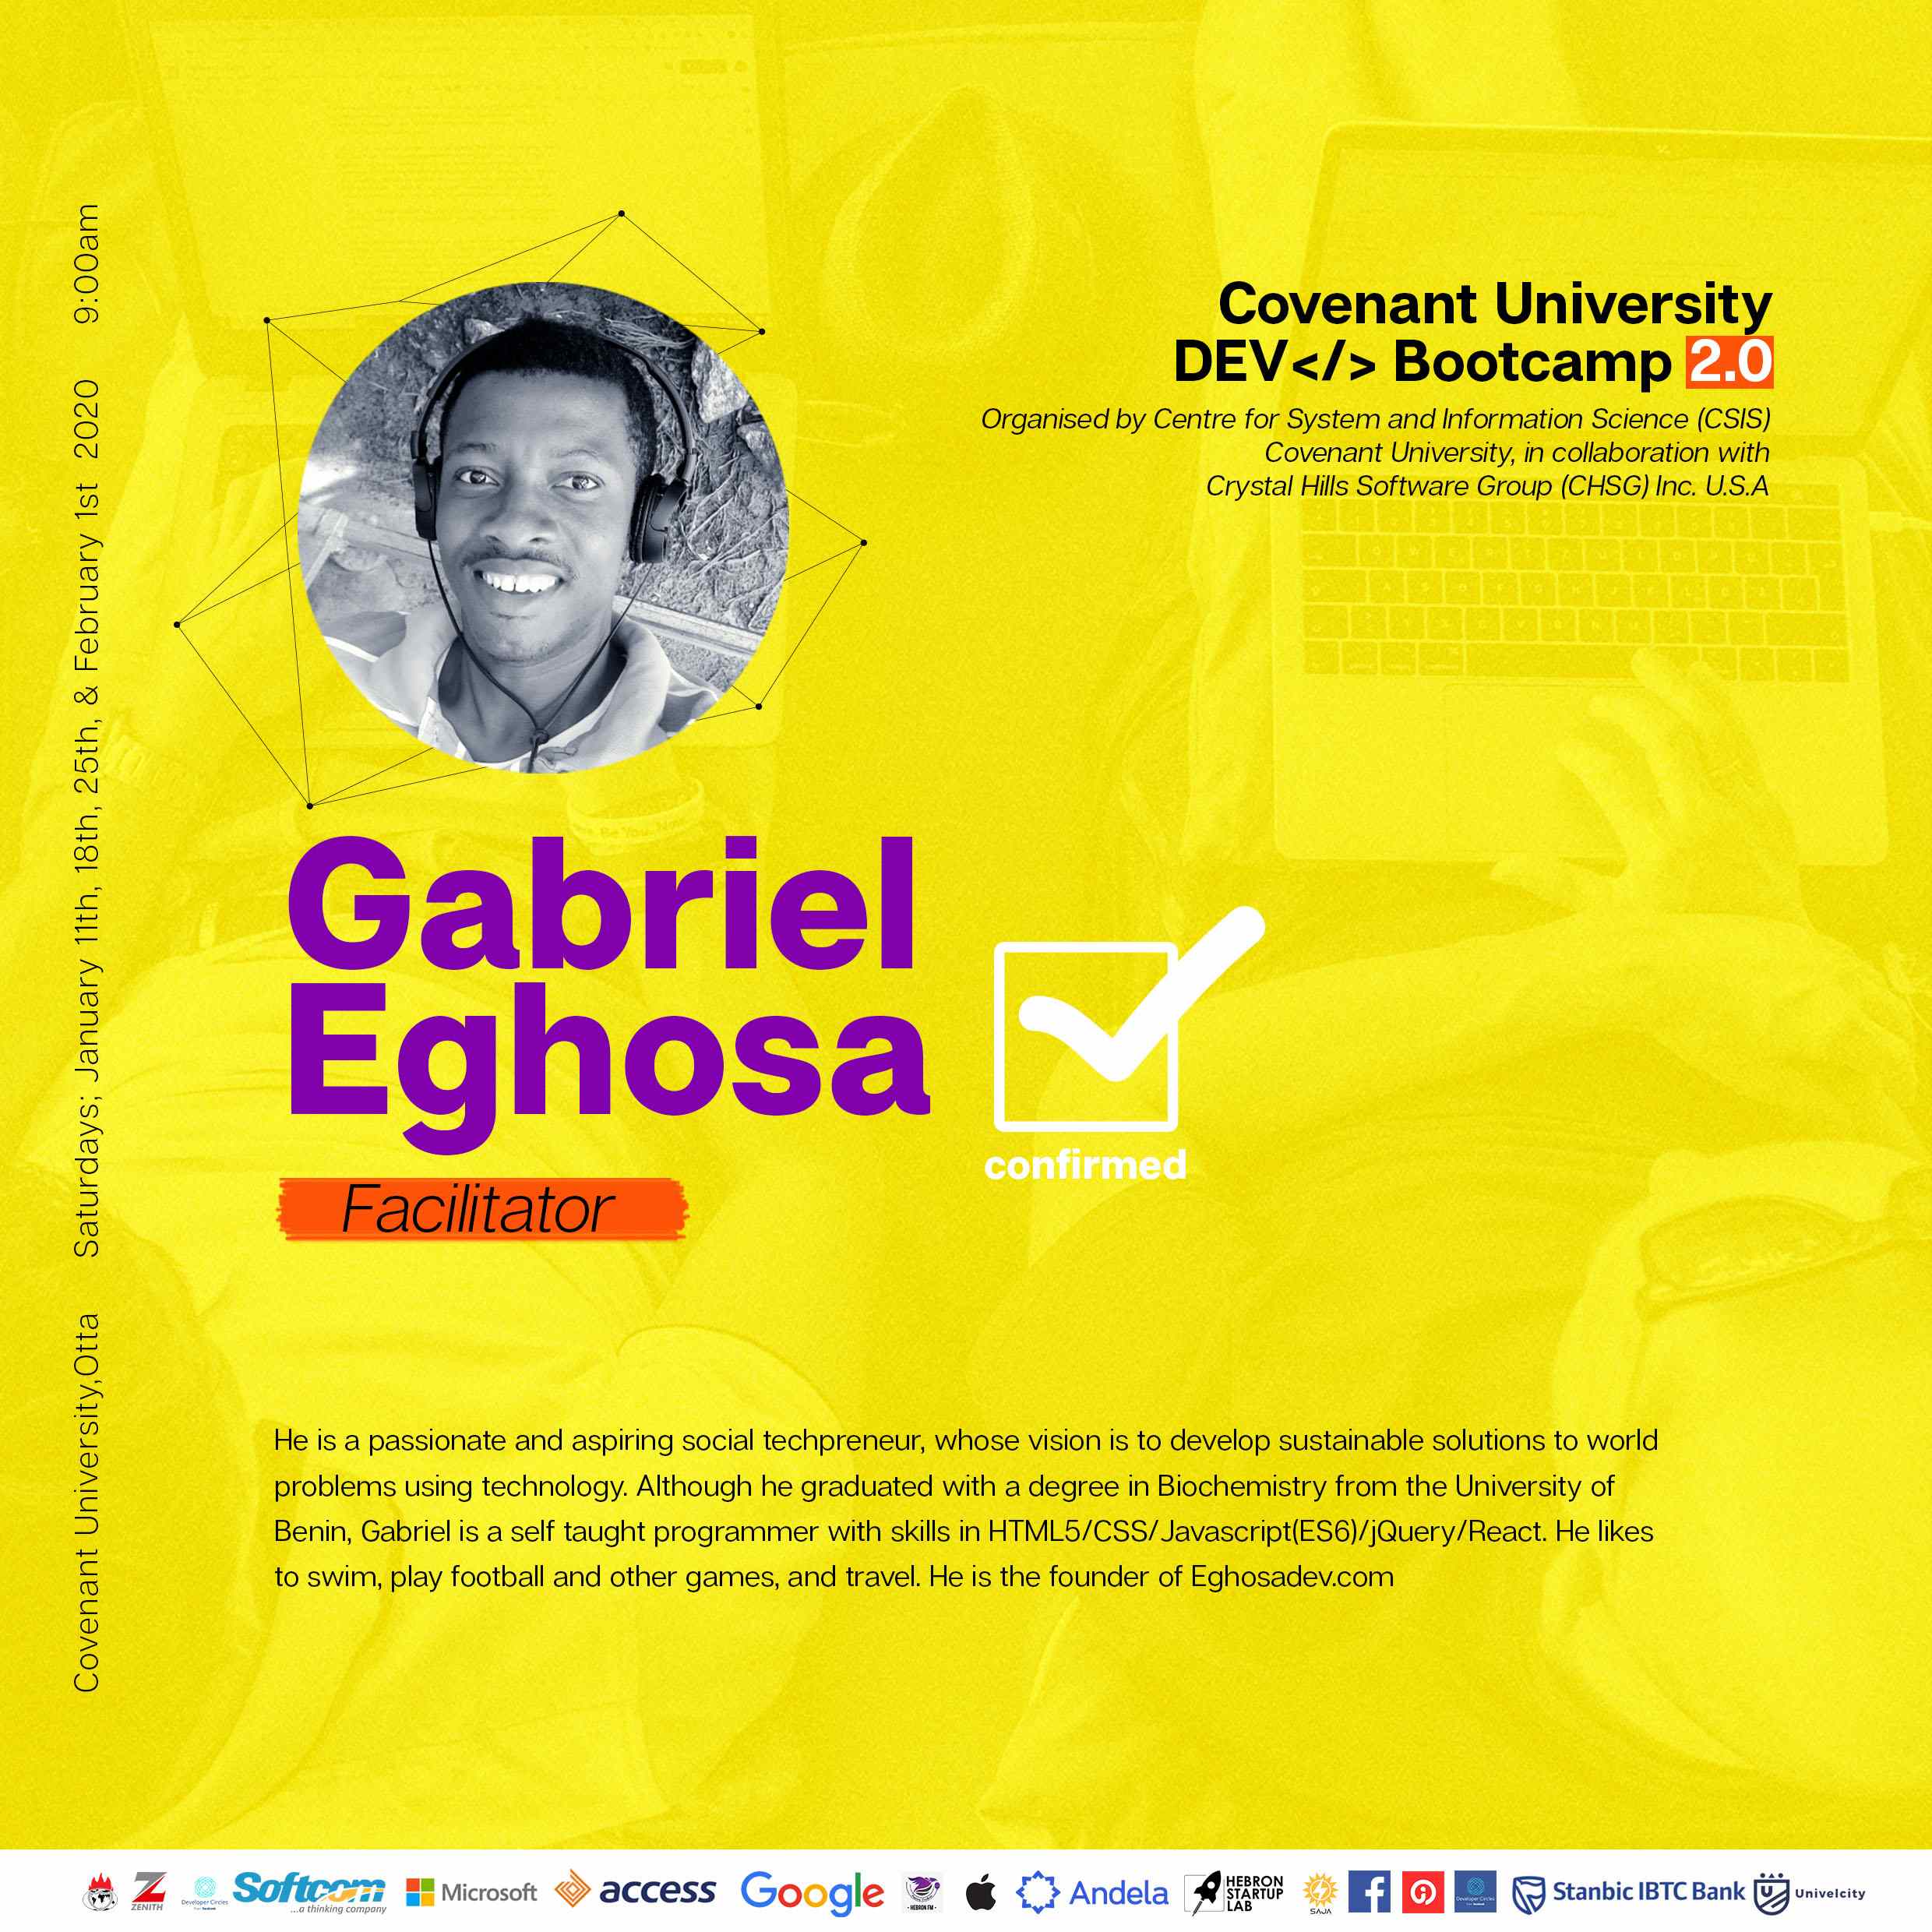 Covenant University
DEV</> Bootcamp 2.0
Organised by Centre for System and Information Science (CSIS)
Covenant University, in collaboration with
Crystal Hills Software Group (CHSG) Inc. U.S.A
Covenant University,Otta Saturdays; January 11th, 18th, 25th, & February 1st 2020 9:00am
Gabriel
Eghosa
confirmed
Facilitator
He is a passionate and aspiring social techpreneur, whose vision is to develop sustainable solutions to world
problems using technology. Although he graduated with a degree in Biochemistry from the University of
Benin, Gabriel is a self taught programmer with skills in HTML5/CSS/Javascript(ES6)/jQuery/React. He likes
to swim, play football and other games, and travel. He is the founder of Eghosadev.com
ZENITH
Developer Circles
Softcom
...a thinking company
Microsoft
access
Google
HEBRON FM
Andela
HEBRON
STARTUP
LAB
SAJA
Developer Circles
Stanbic IBTC Bank
Univelcity